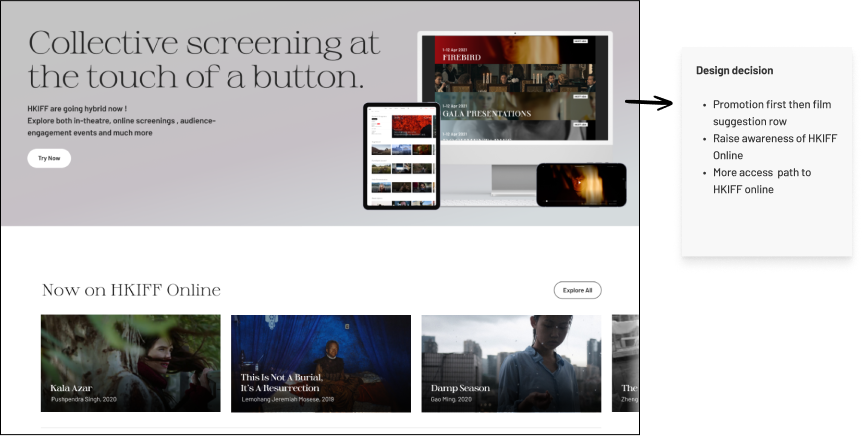 Collective screening at
the touch of a button.
HKIFF are going hybrid now !
Explore both in-theatre, online screenings , audience-
engagement events and much more
Try Now
1-12 Apr 2021
FIREBIRD
1-12 Apr 2021
GALA PRESENTATIONS
Design decision
• Promotion first then film
suggestion row
• Raise awareness of HKIFF
Online
• More access path to
HKIFF online
Now on HKIFF Online
Explore All
Kala Azar
Pushpendra Singh, 2020
This Is Not A Burial,
It's A Resurrection
Lemohang Jeremiah Mosese, 2019
Damp Season
Gao Ming, 2020
The
Zheng